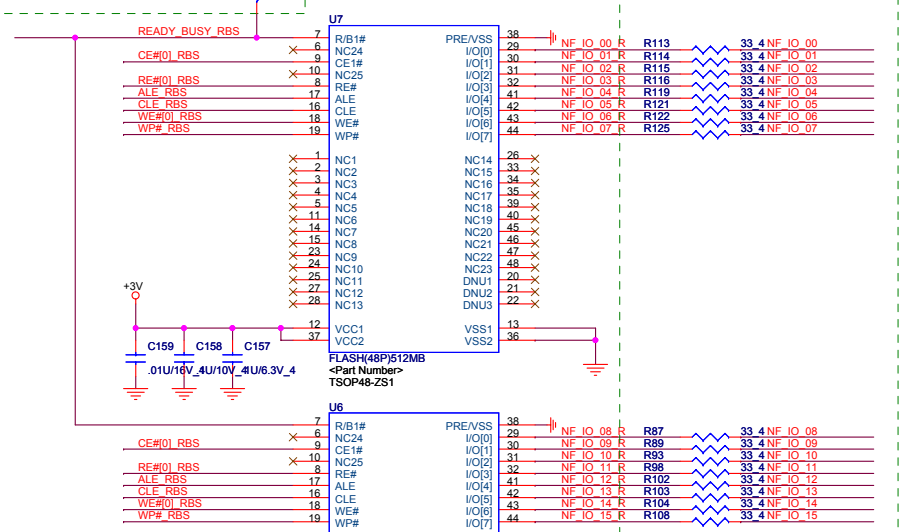 U7
READY_BUSY_RBS 7 R/B1# PRE/VSS 38
6 NC24 I/O[0] 29 NF_IO_00_R R113 33_4 NF_IO_00
CE#[0]_RBS 9 CE1# I/O[1] 30 NF_IO_01_R R114 33_4 NF_IO_01
10 NC25 I/O[2] 31 NF_IO_02_R R115 33_4 NF_IO_02
RE#[0]_RBS 8 RE# I/O[3] 32 NF_IO_03_R R116 33_4 NF_IO_03
ALE_RBS 17 ALE I/O[4] 41 NF_IO_04_R R119 33_4 NF_IO_04
CLE_RBS 16 CLE I/O[5] 42 NF_IO_05_R R121 33_4 NF_IO_05
WE#[0]_RBS 18 WE# I/O[6] 43 NF_IO_06_R R122 33_4 NF_IO_06
WP#_RBS 19 WP# I/O[7] 44 NF_IO_07_R R125 33_4 NF_IO_07
1 NC1 NC14 26
2 NC2 NC15 33
3 NC3 NC16 34
4 NC4 NC17 35
5 NC5 NC18 39
11 NC6 NC19 40
14 NC7 NC20 45
15 NC8 NC21 46
23 NC9 NC22 47
24 NC10 NC23 48
25 NC11 DNU1 20
27 NC12 DNU2 21
28 NC13 DNU3 22
+3V
12 VCC1 VSS1 13
37 VCC2 VSS2 36
C159 C158 C157
.01U/16V_4 1U/6.3V_4
FLASH(48P)512MB
<Part Number>
TSOP48-ZS1
U6
7 R/B1# PRE/VSS 38
6 NC24 I/O[0] 29 NF_IO_08_R R87 33_4 NF_IO_08
CE#[0]_RBS 9 CE1# I/O[1] 30 NF_IO_09_R R89 33_4 NF_IO_09
10 NC25 I/O[2] 31 NF_IO_10_R R93 33_4 NF_IO_10
RE#[0]_RBS 8 RE# I/O[3] 32 NF_IO_11_R R98 33_4 NF_IO_11
ALE_RBS 17 ALE I/O[4] 41 NF_IO_12_R R102 33_4 NF_IO_12
CLE_RBS 16 CLE I/O[5] 42 NF_IO_13_R R103 33_4 NF_IO_13
WE#[0]_RBS 18 WE# I/O[6] 43 NF_IO_14_R R104 33_4 NF_IO_14
WP#_RBS 19 WP# I/O[7] 44 NF_IO_15_R R108 33_4 NF_IO_15